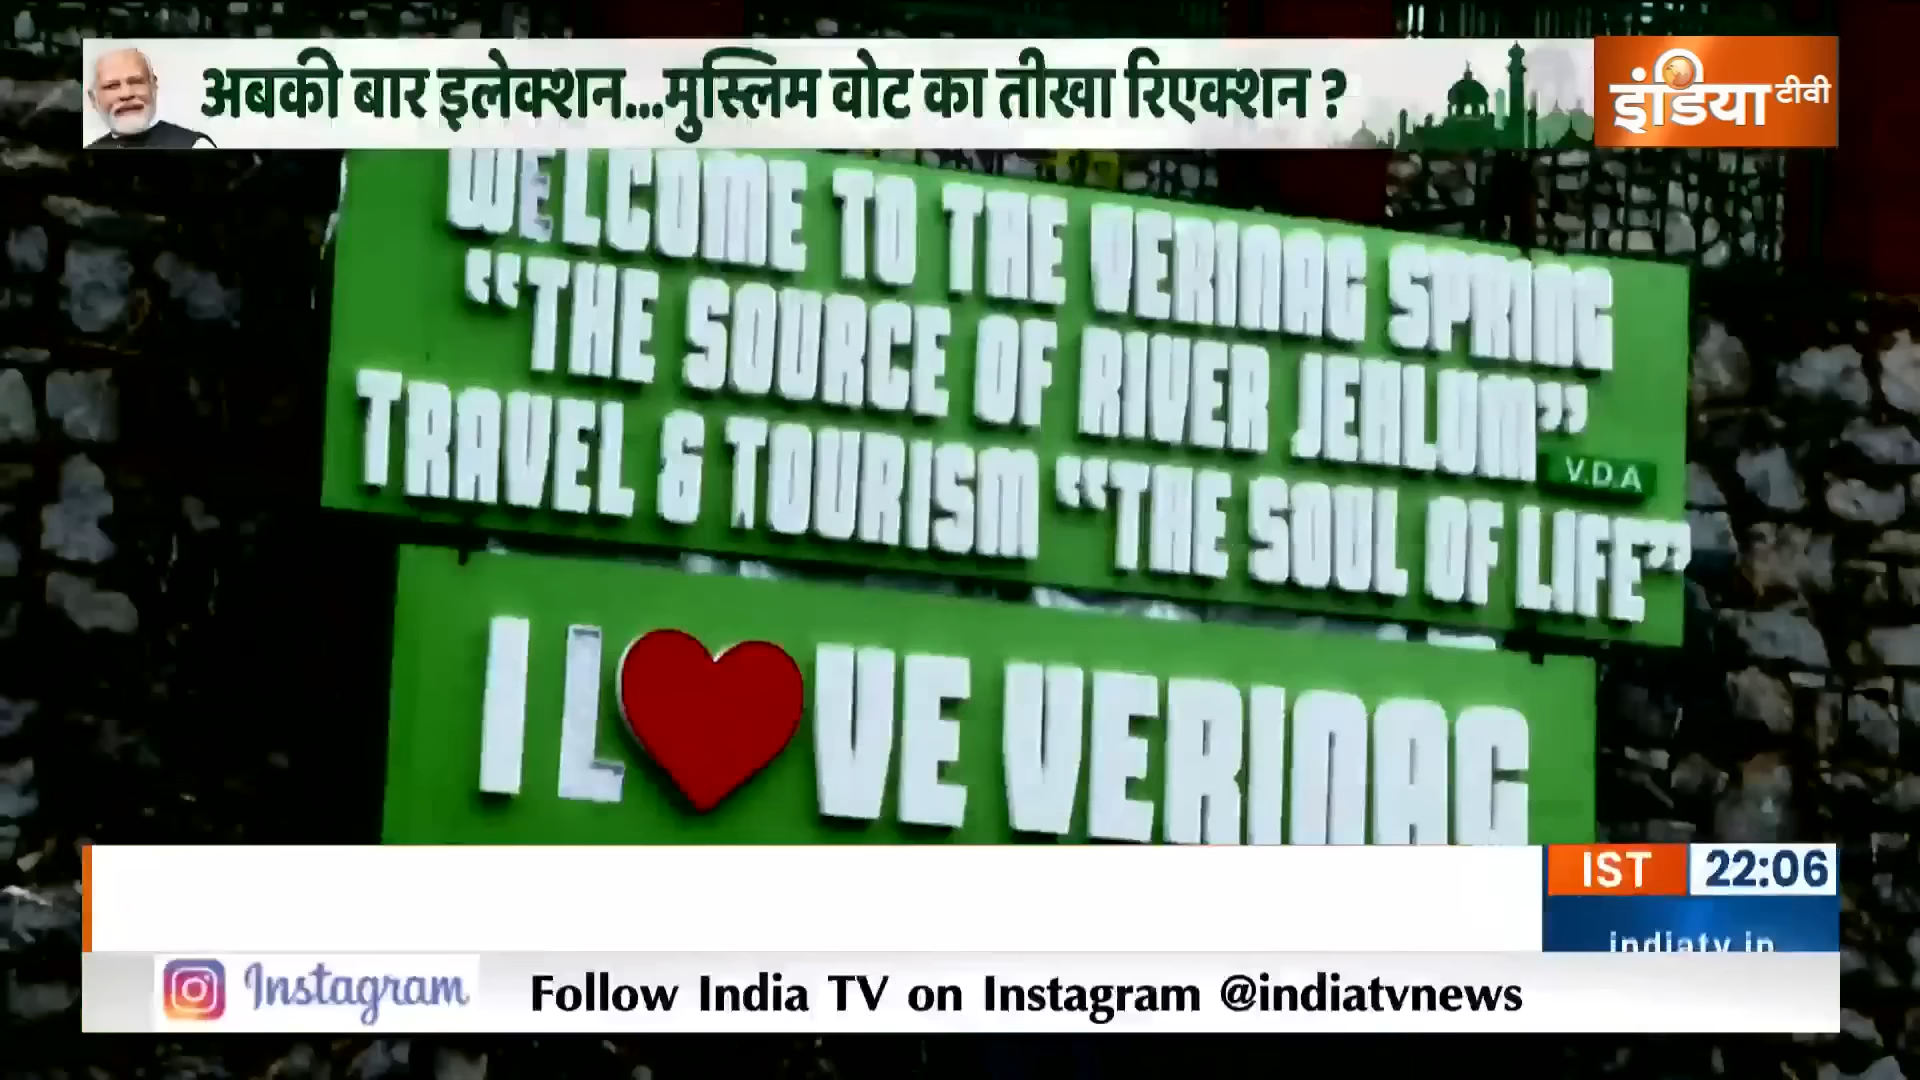 अबकी बार इलेक्शन...मुस्लिम वोट का तीखा रिएक्शन ?
इंडिया टीवी
WELCOME TO THE VERINAG SPRING
“THE SOURCE OF RIVER JEHLUM”
V.D.A
TRAVEL & TOURISM “THE SOUL OF LIFE”
I LVE VERINAG
IST 22:06
indiatv.in
Instagram Follow India TV on Instagram @indiatvnews